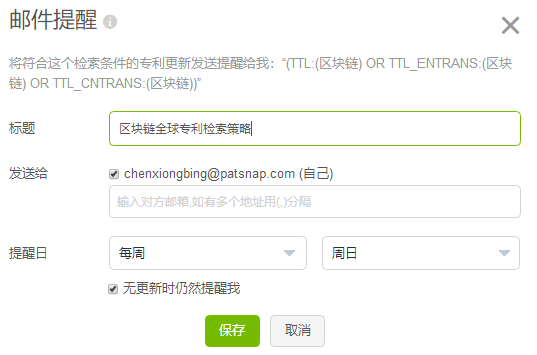 邮件提醒
将符合这个检索条件的专利更新发送提醒给我：“(TTL:(区块链) OR TTL_ENTRANS:(区块
链) OR TTL_CNTRANS:(区块链))”
标题 区块链全球专利检索策略
发送给 chenxiongbing@patsnap.com (自己)
输入对方邮箱,如有多个地址用(,)分隔
提醒日 每周 周日
无更新时仍然提醒我
保存 取消